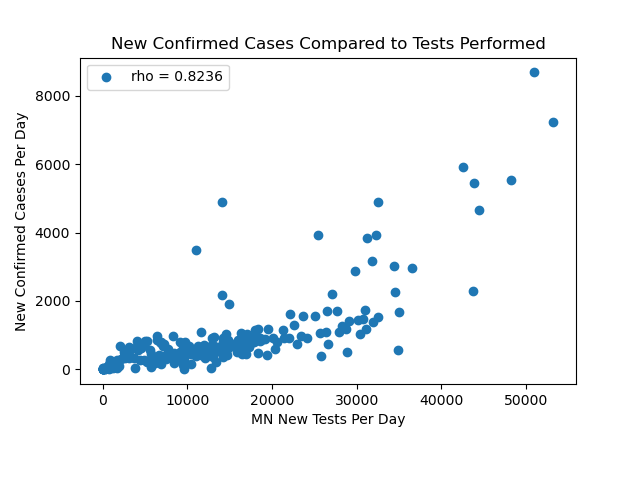 New Confirmed Cases Compared to Tests Performed
rho = 0.8236
New Confirmed Caeses Per Day
8000
6000
4000
2000
0
0 10000 20000 30000 40000 50000
MN New Tests Per Day